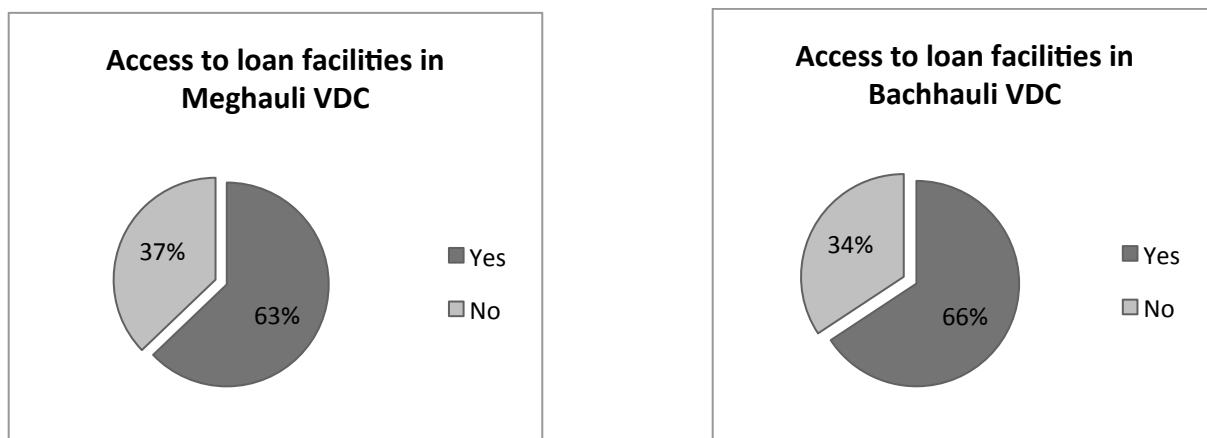 Access to loan facilities in
Meghauli VDC
37%
63%
Yes
No
Access to loan facilities in
Bachhauli VDC
34%
66%
Yes
No